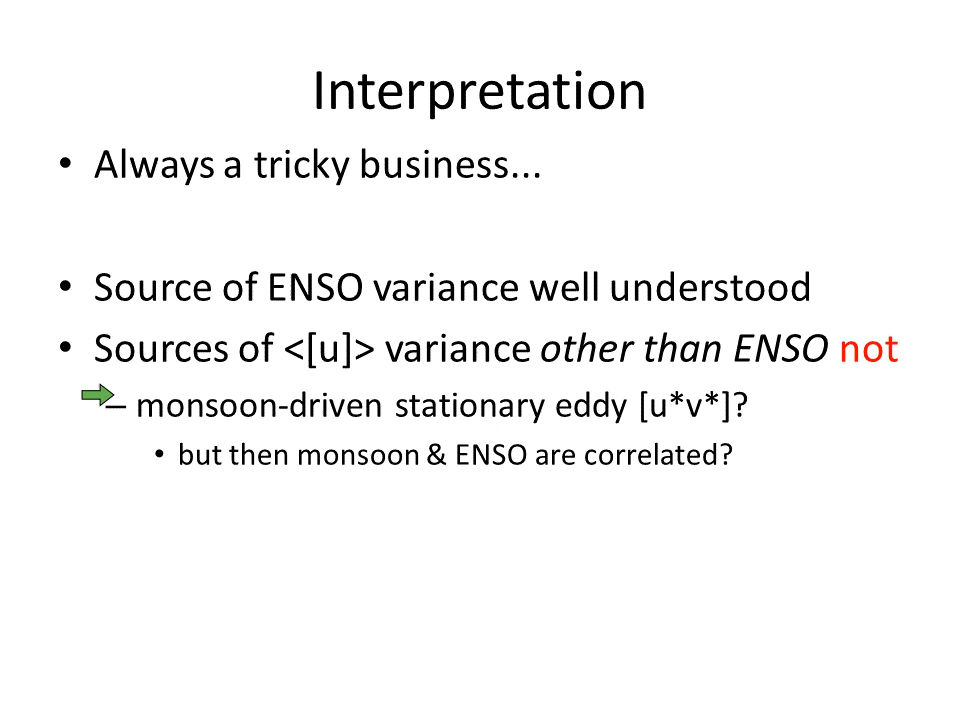 Interpretation
• Always a tricky business...
• Source of ENSO variance well understood
• Sources of <[u]> variance other than ENSO not
– monsoon-driven stationary eddy [u*v*]?
• but then monsoon & ENSO are correlated?